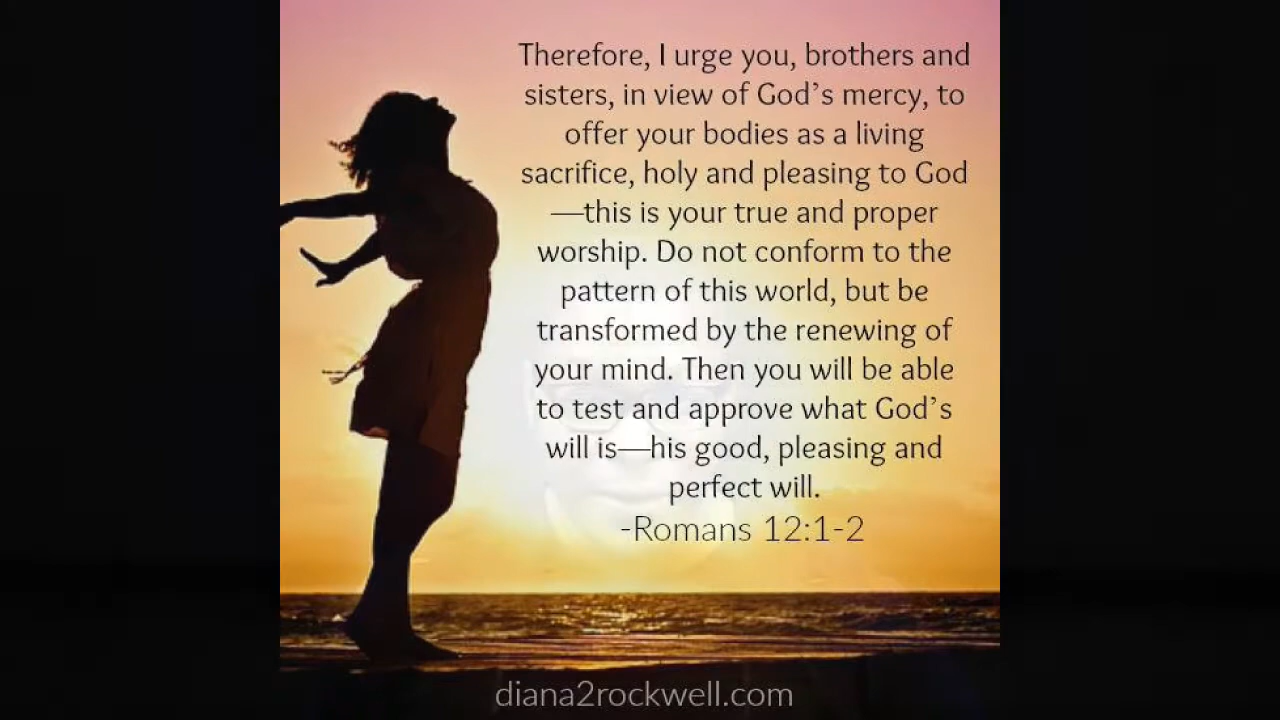 Therefore, I urge you, brothers and
sisters, in view of God’s mercy, to
offer your bodies as a living
sacrifice, holy and pleasing to God
—this is your true and proper
worship. Do not conform to the
pattern of this world, but be
transformed by the renewing of
your mind. Then you will be able
to test and approve what God’s
will is—his good, pleasing and
perfect will.
-Romans 12:1-2
diana2rockwell.com